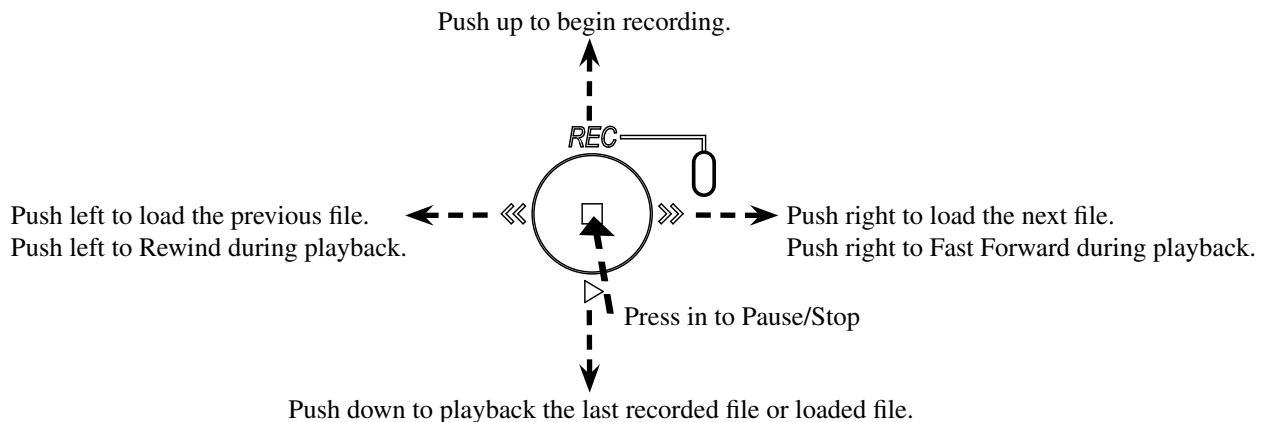 Push up to begin recording.
REC
Push left to load the previous file.
Push left to Rewind during playback.
Push right to load the next file.
Push right to Fast Forward during playback.
Press in to Pause/Stop
Push down to playback the last recorded file or loaded file.